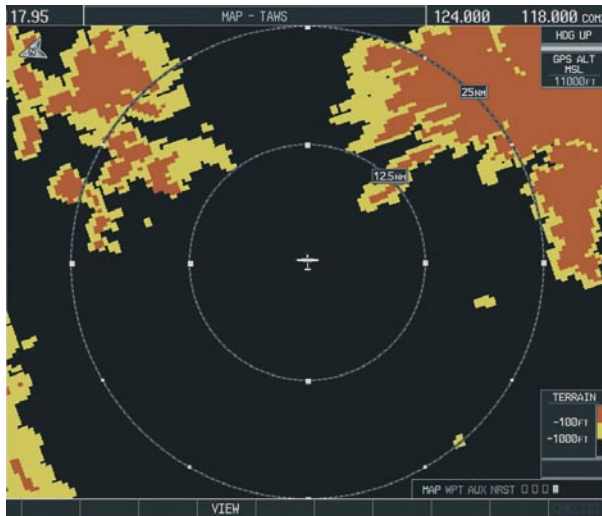 17.95 MAP - TAWS 124.000 118.000 COM
HDG UP
N
GPS ALT
MSL
11000FT
25NM
12.5NM
TERRAIN
-100FT
-1000FT
MAP WPT AUX NRST
VIEW